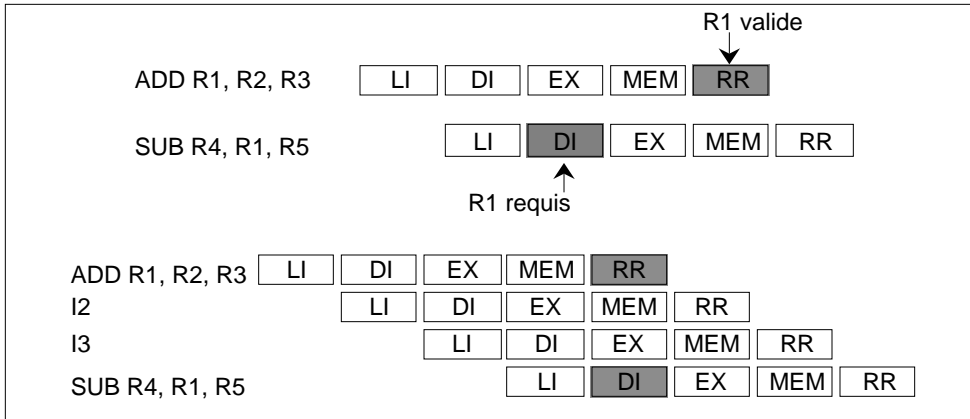 R1 valide
ADD R1, R2, R3 LI DI EX MEM RR
SUB R4, R1, R5 LI DI EX MEM RR
R1 requis
ADD R1, R2, R3 LI DI EX MEM RR
I2 LI DI EX MEM RR
I3 LI DI EX MEM RR
SUB R4, R1, R5 LI DI EX MEM RR